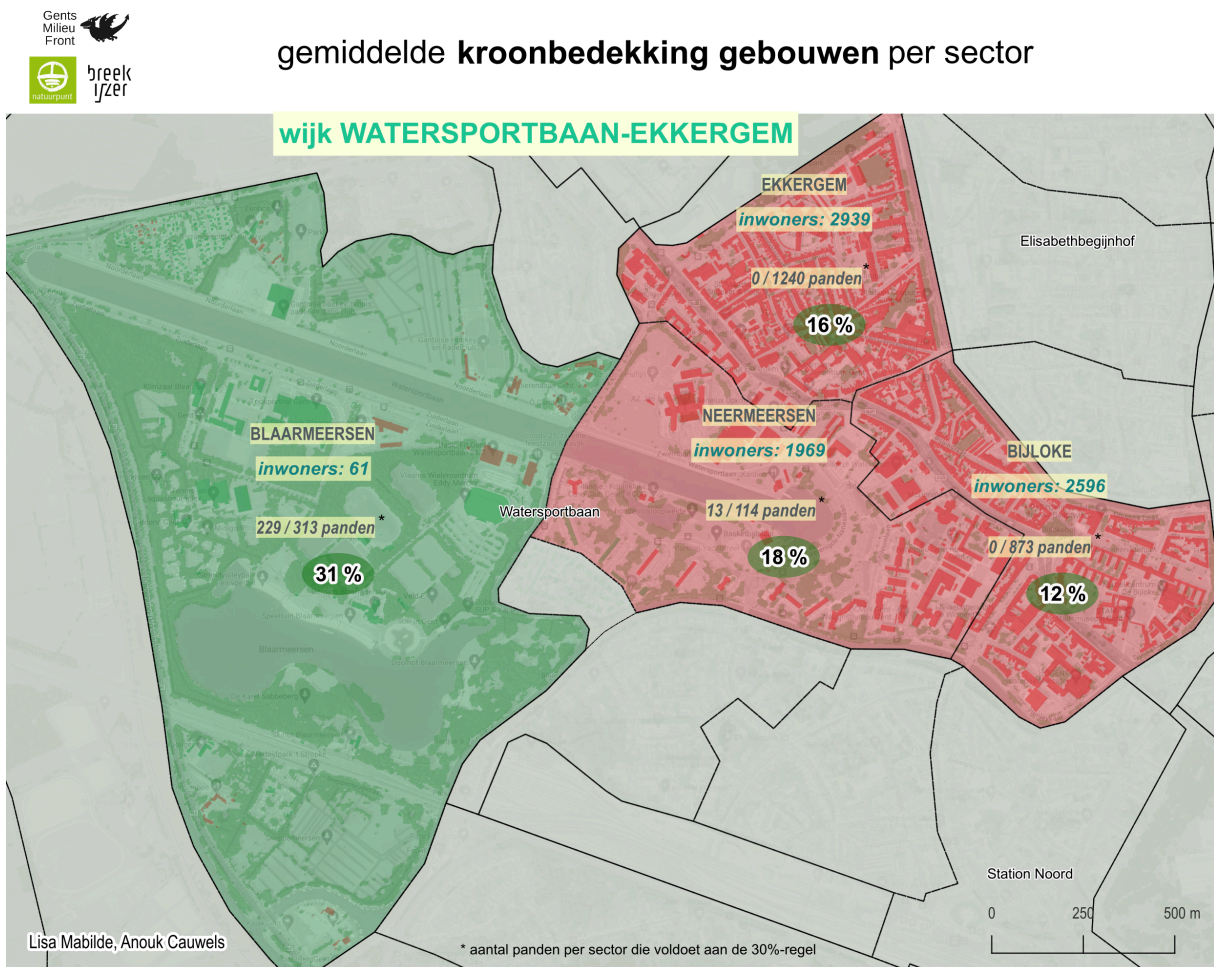 Gents
Milieu
Front
natuurpunt
breek
ijzer
gemiddelde kroonbedekking gebouwen per sector
wijk WATERSPORTBAAN-EKKERGEM
EKKERGEM
inwoners: 2939
Elisabethbegijnhof
0 / 1240 panden *
16 %
NEERMEERSEN
BLAARMEERSEN
inwoners: 1969
BIJLOKE
inwoners: 61
inwoners: 2596
Watersportbaan
13 / 114 panden *
229 / 313 panden *
0 / 873 panden *
18 %
31 %
12 %
Blaarmeersen
Station Noord
0 250 500 m
Lisa Mabilde, Anouk Cauwels
* aantal panden per sector die voldoet aan de 30%-regel